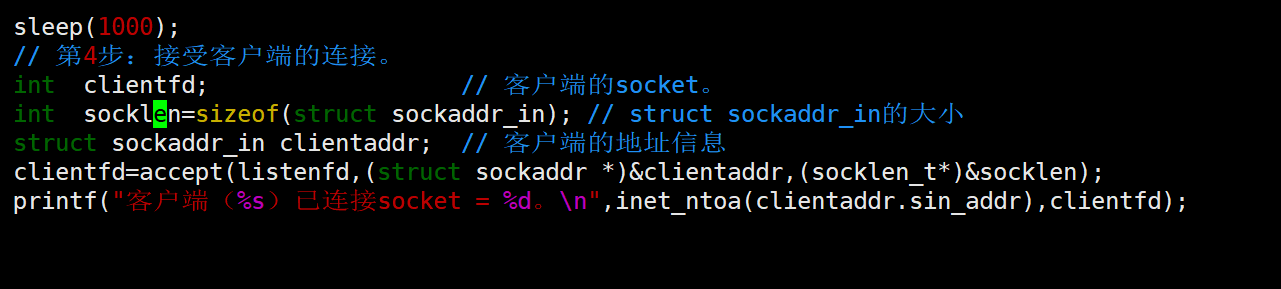 sleep(1000);
// 第4步：接受客户端的连接。
int  clientfd;                  // 客户端的socket。
int  socklen=sizeof(struct sockaddr_in); // struct sockaddr_in的大小
struct sockaddr_in clientaddr;  // 客户端的地址信息
clientfd=accept(listenfd,(struct sockaddr *)&clientaddr,(socklen_t*)&socklen);
printf("客户端（%s）已连接socket = %d。\n",inet_ntoa(clientaddr.sin_addr),clientfd);